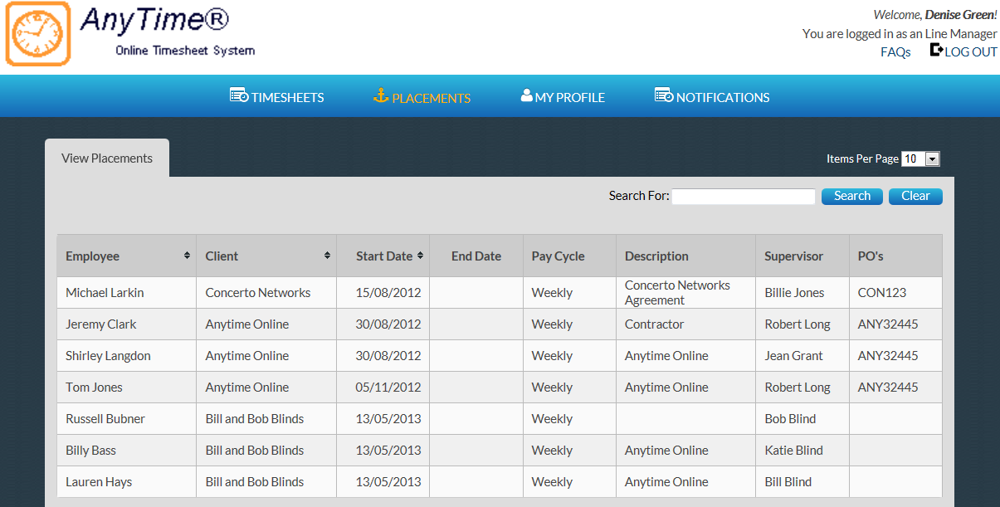 AnyTime®
Online Timesheet System
Welcome, Denise Green!
You are logged in as an Line Manager
FAQs LOG OUT
TIMESHEETS PLACEMENTS MY PROFILE NOTIFICATIONS
View Placements
Items Per Page 10
Search For: Search Clear
Employee Client Start Date End Date Pay Cycle Description Supervisor PO's
Michael Larkin Concerto Networks 15/08/2012 Weekly Concerto Networks Agreement Billie Jones CON123
Jeremy Clark Anytime Online 30/08/2012 Weekly Contractor Robert Long ANY32445
Shirley Langdon Anytime Online 30/08/2012 Weekly Anytime Online Jean Grant ANY32445
Tom Jones Anytime Online 05/11/2012 Weekly Anytime Online Robert Long ANY32445
Russell Bubner Bill and Bob Blinds 13/05/2013 Weekly Bob Blind
Billy Bass Bill and Bob Blinds 13/05/2013 Weekly Anytime Online Katie Blind
Lauren Hays Bill and Bob Blinds 13/05/2013 Weekly Anytime Online Bill Blind